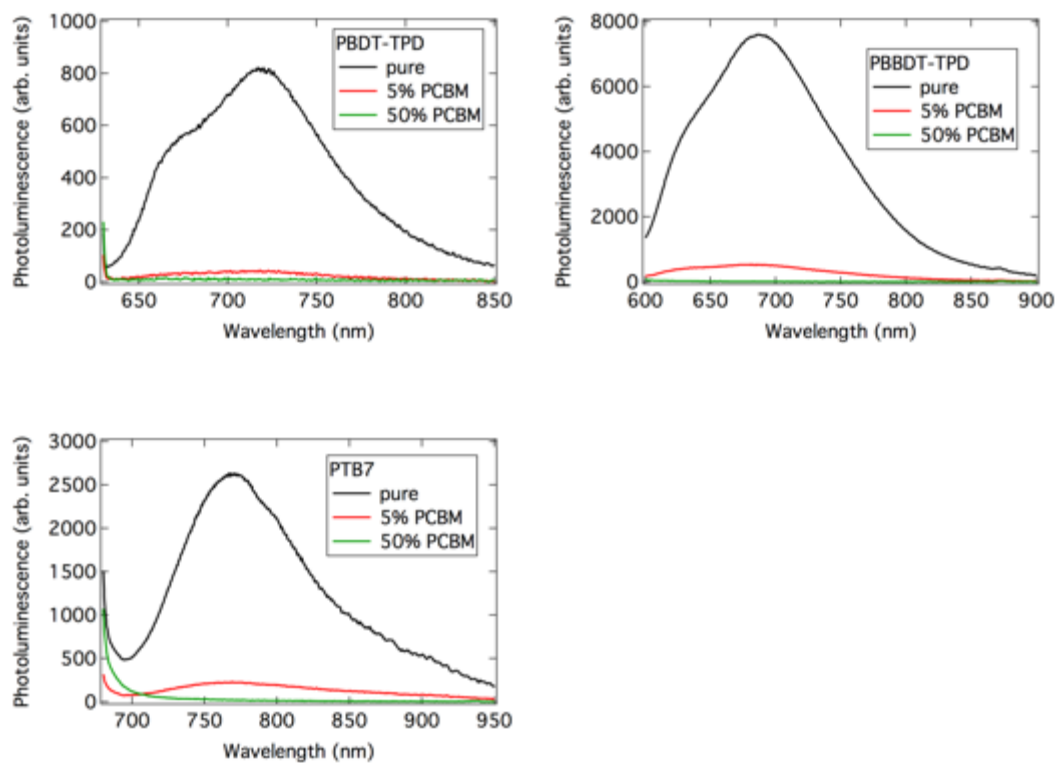 1000
800
600
400
200
0
Photoluminescence (arb. units)
PBDT-TPD
pure
5% PCBM
50% PCBM
650 700 750 800 850
Wavelength (nm)
8000
6000
4000
2000
0
Photoluminescence (arb. units)
PBBDT-TPD
pure
5% PCBM
50% PCBM
600 650 700 750 800 850 900
Wavelength (nm)
3000
2500
2000
1500
1000
500
0
Photoluminescence (arb. units)
PTB7
pure
5% PCBM
50% PCBM
700 750 800 850 900 950
Wavelength (nm)